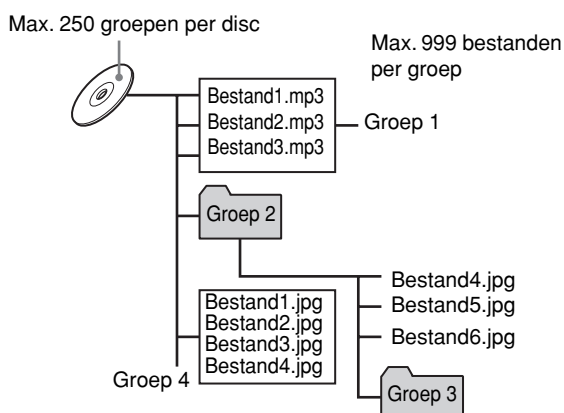 Max. 250 groepen per disc
Max. 999 bestanden
per groep
Bestand1.mp3
Bestand2.mp3
Bestand3.mp3
Groep 1
Groep 2
Bestand4.jpg
Bestand5.jpg
Bestand6.jpg
Bestand1.jpg
Bestand2.jpg
Bestand3.jpg
Bestand4.jpg
Groep 4
Groep 3